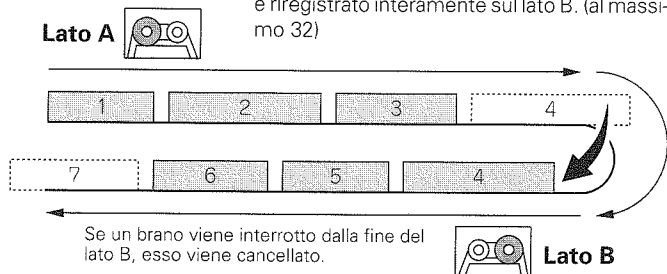 è riregistrato interamente sul lato B. (al massi-
mo 32)
Lato A
1 2 3 4
7 6 5 4
Se un brano viene interrotto dalla fine del
lato B, esso viene cancellato.
Lato B